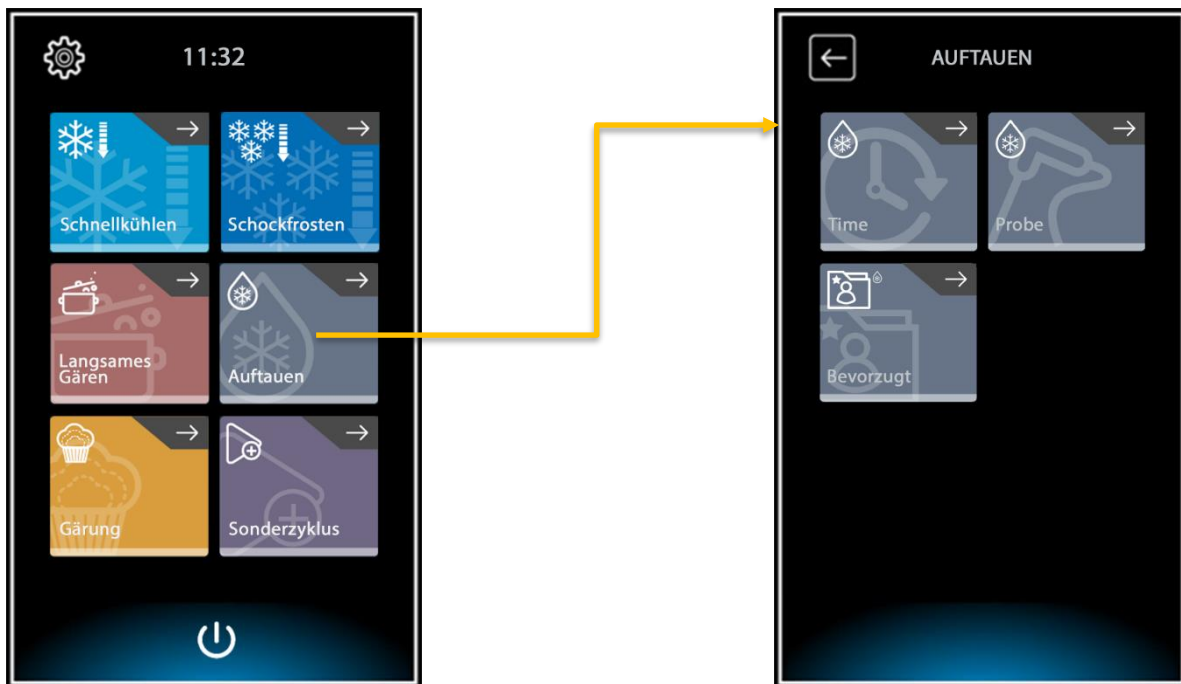 11:32
Schnellkühlen
Schockfrosten
Langsames
Gären
Auftauen
Gärung
Sonderzyklus
AUFTAUEN
Time
Probe
Bevorzugt